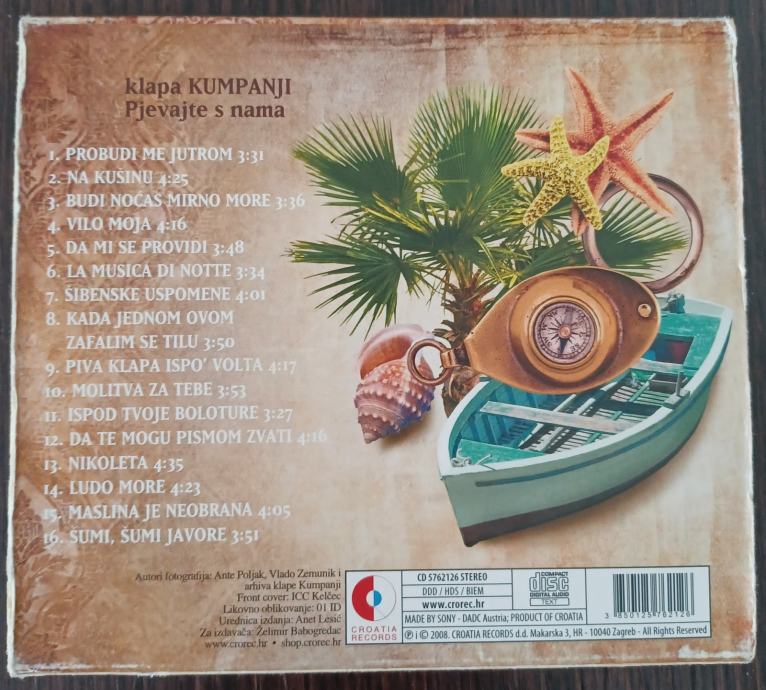 klapa KUMPANJI
Pjevajte s nama
1. PROBUDI ME JUTROM 3:31
2. NA KUŠINU 4:25
3. BUDI NOĆAS MIRNO MORE 3:36
4. VILO MOJA 4:16
5. DA MI SE PROVIDI 3:48
6. LA MUSICA DI NOTTE 3:34
7. ŠIBENSKE USPOMENE 4:01
8. KADA JEDNOM OVOM
ZAFALIM SE TILU 3:50
9. PIVA KLAPA ISPO' VOLTA 4:17
10. MOLITVA ZA TEBE 3:53
11. ISPOD TVOJE BOLOTURE 3:27
12. DA TE MOGU PISMOM ZVATI 4:16
13. NIKOLETA 4:35
14. LUDO MORE 4:23
15. MASLINA JE NEOBRANA 4:05
16. ŠUMI, ŠUMI JAVORE 3:51
Autori fotografija: Ante Poljak, Vlado Zemunik i
arhiva klape Kumpanji
Front cover: ICC Kelčec
Likovno oblikovanje: 01 ID
Urednica izdanja: Anet Lesić
Za izdavača: Želimir Babogredac
www.crorec.hr • shop.crorec.hr
CROATIA
RECORDS
CD 5762126 STEREO
DDD / HDS / BIEM
www.crorec.hr
COMPACT
disc
DIGITAL AUDIO
TEXT
MADE BY SONY - DADC Austria; PRODUCT OF CROATIA
3 850125 762126
℗ i © 2008. CROATIA RECORDS d.d. Makarska 3, HR - 10040 Zagreb - All Rights Reserved